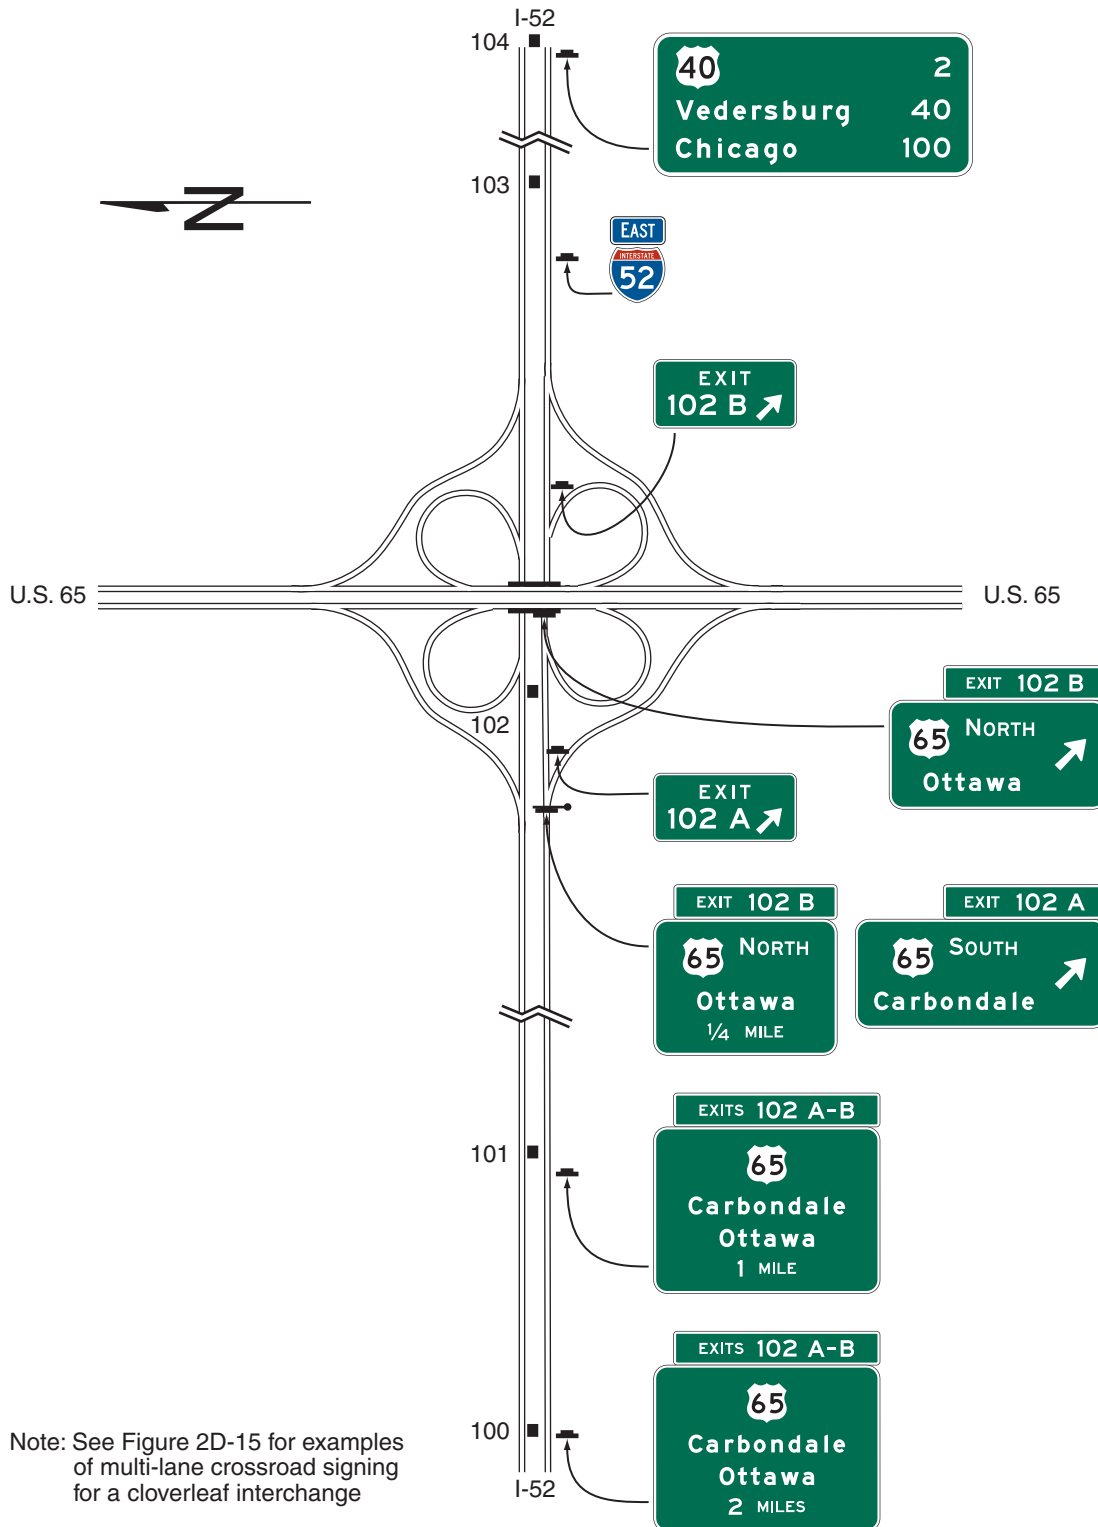 I-52
104
40 2
Vedersburg 40
Chicago 100
103
N
EAST
INTERSTATE
52
EXIT
102 B
U.S. 65
U.S. 65
EXIT 102 B
65 NORTH
Ottawa
102
EXIT
102 A
EXIT 102 B
65 NORTH
Ottawa
1/4 MILE
EXIT 102 A
65 SOUTH
Carbondale
101
EXITS 102 A-B
65
Carbondale
Ottawa
1 MILE
100
EXITS 102 A-B
65
Carbondale
Ottawa
2 MILES
Note: See Figure 2D-15 for examples
of multi-lane crossroad signing
for a cloverleaf interchange
I-52